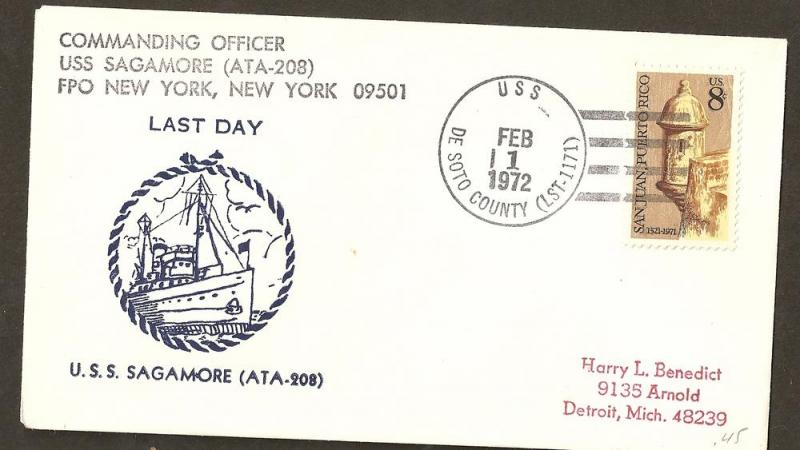 COMMANDING OFFICER
USS SAGAMORE (ATA-208)
FPO NEW YORK, NEW YORK 09501
LAST DAY
U.S.S. SAGAMORE (ATA-208)
USS
DE SOTO COUNTY (LST-1171)
FEB
1
1972
SAN JUAN, PUERTO RICO
1521-1971
U.S.
8c
Harry L. Benedict
9135 Arnold
Detroit, Mich. 48239
.45